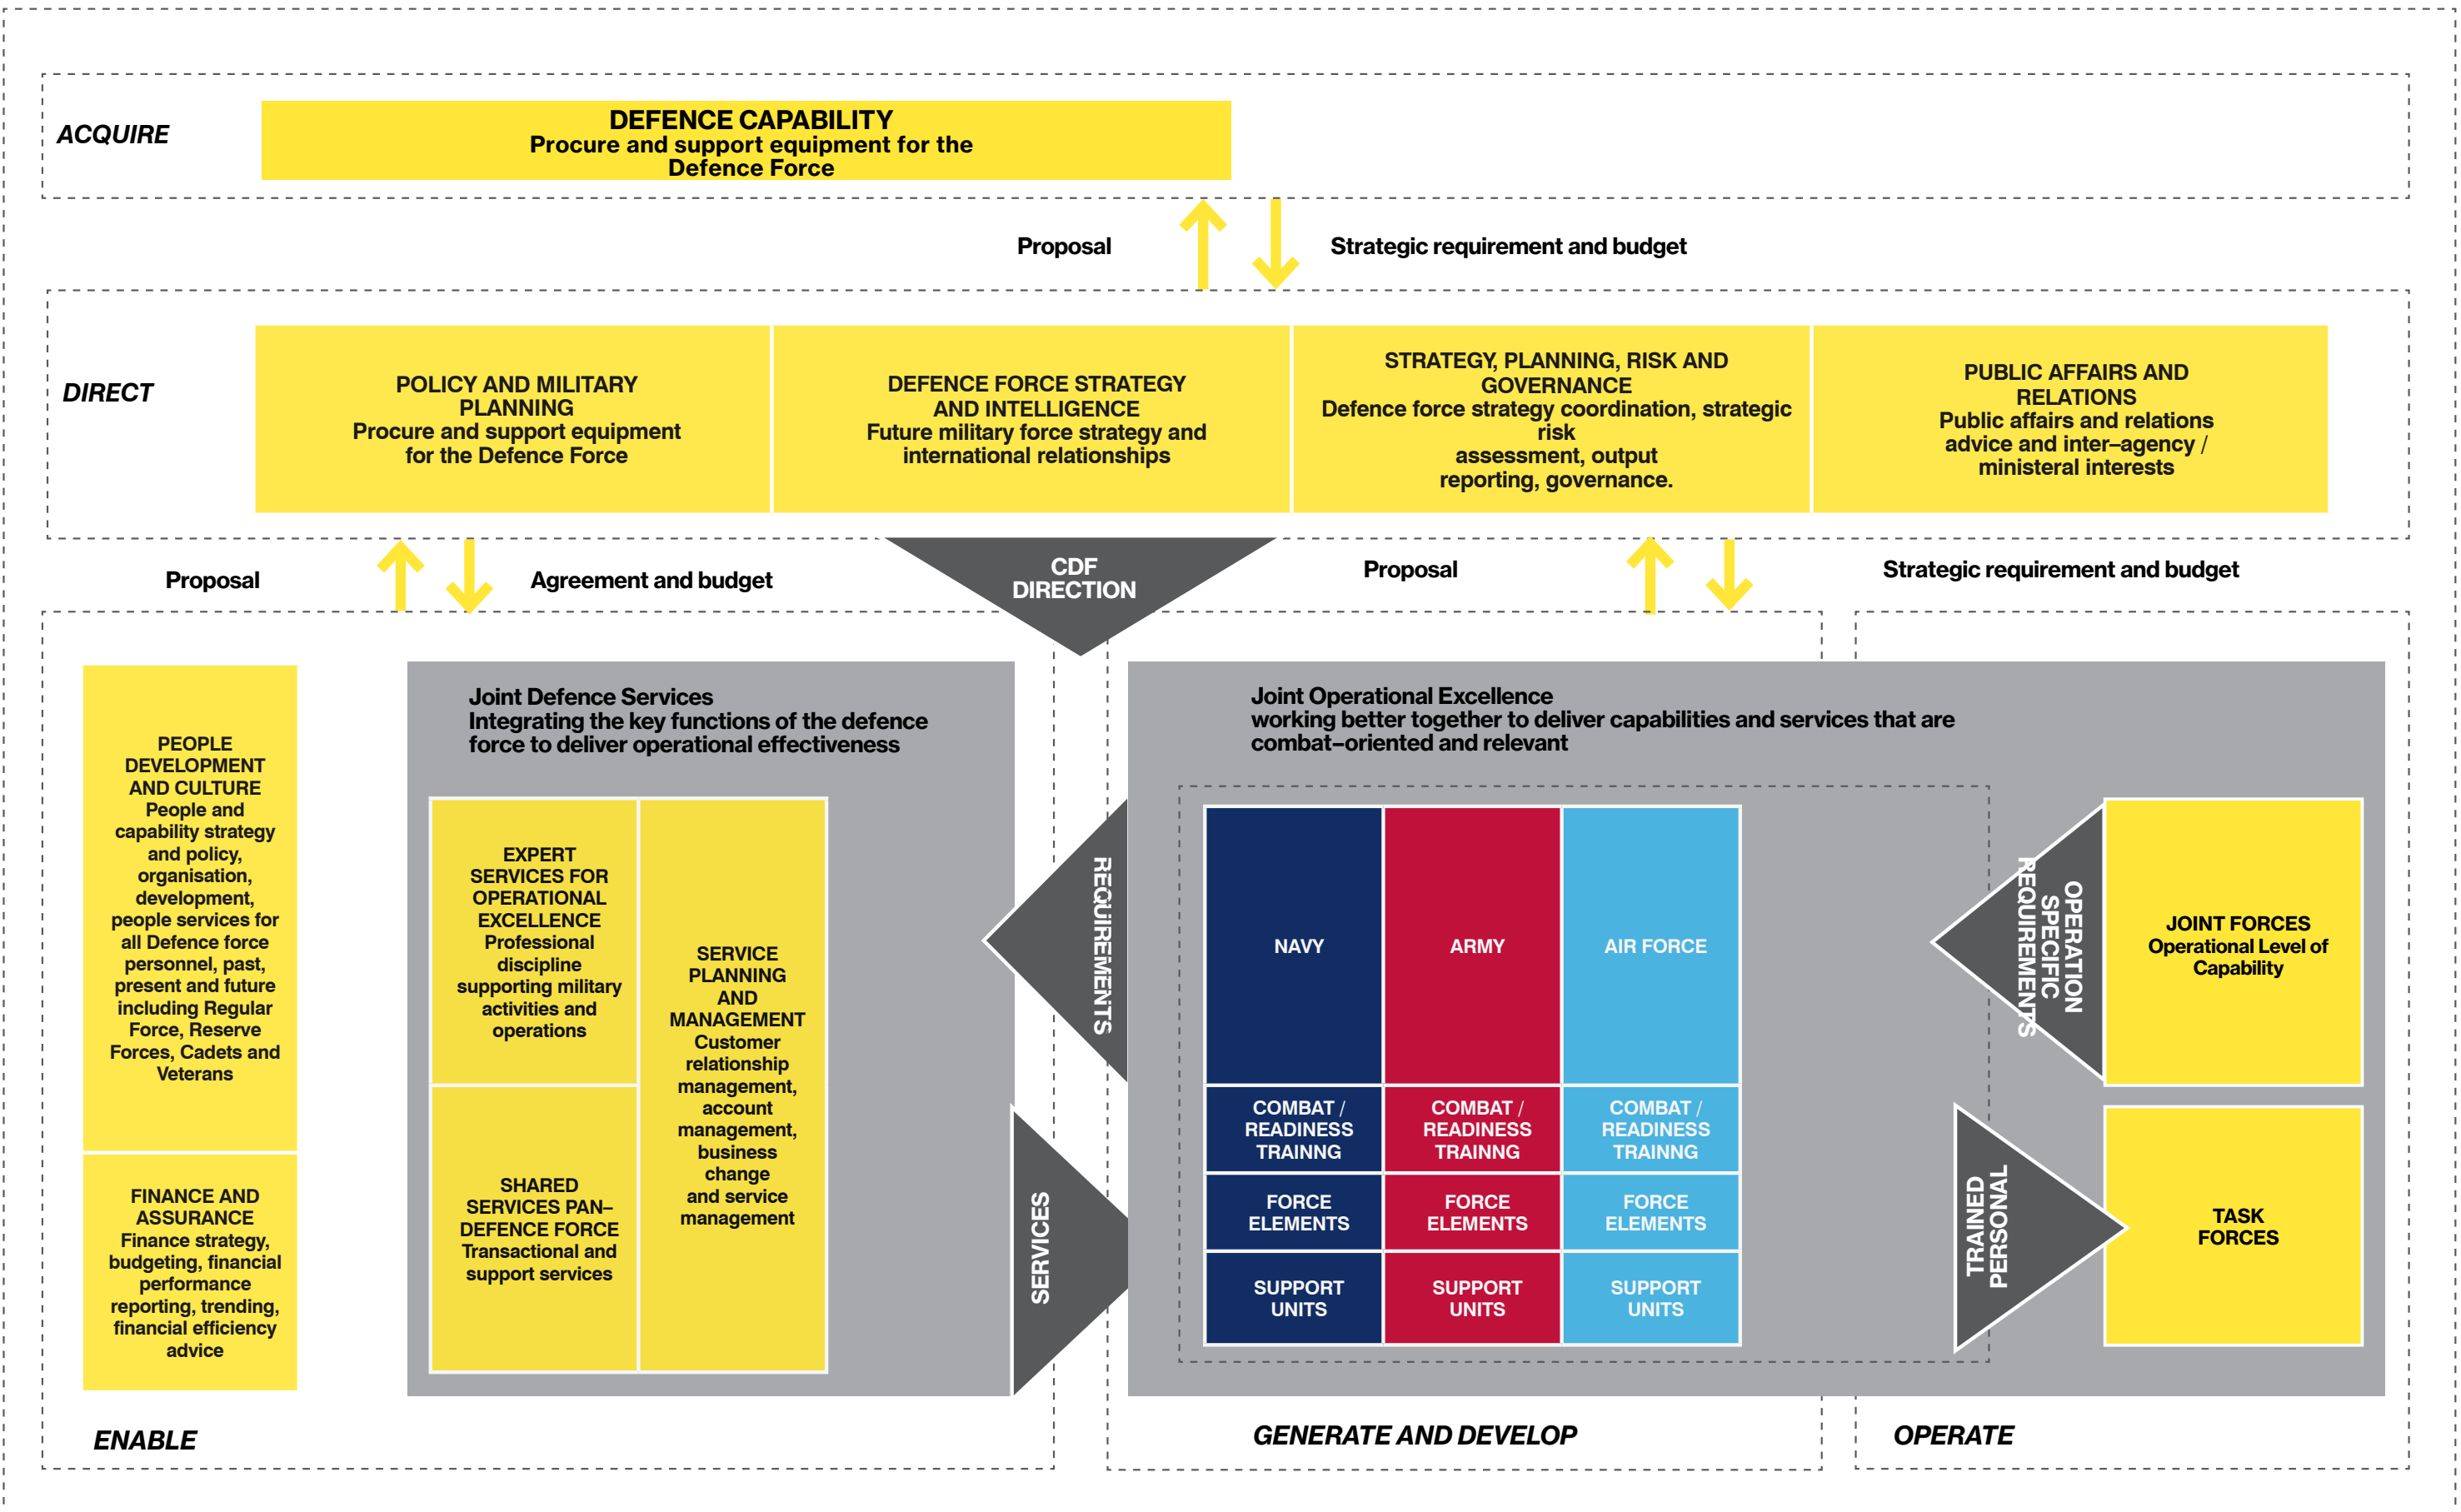 ACQUIRE
DEFENCE CAPABILITY
Procure and support equipment for the
Defence Force
Proposal
Strategic requirement and budget
DIRECT
POLICY AND MILITARY
PLANNING
Procure and support equipment
for the Defence Force
DEFENCE FORCE STRATEGY
AND INTELLIGENCE
Future military force strategy and
international relationships
STRATEGY, PLANNING, RISK AND
GOVERNANCE
Defence force strategy coordination, strategic
risk
assessment, output
reporting, governance.
PUBLIC AFFAIRS AND
RELATIONS
Public affairs and relations
advice and inter–agency /
ministeral interests
Proposal
Agreement and budget
CDF
DIRECTION
Proposal
Strategic requirement and budget
PEOPLE
DEVELOPMENT
AND CULTURE
People and
capability strategy
and policy,
organisation,
development,
people services for
all Defence force
personnel, past,
present and future
including Regular
Force, Reserve
Forces, Cadets and
Veterans
FINANCE AND
ASSURANCE
Finance strategy,
budgeting, financial
performance
reporting, trending,
financial efficiency
advice
Joint Defence Services
Integrating the key functions of the defence
force to deliver operational effectiveness
EXPERT
SERVICES FOR
OPERATIONAL
EXCELLENCE
Professional
discipline
supporting military
activities and
operations
SHARED
SERVICES PAN–
DEFENCE FORCE
Transactional and
support services
SERVICE
PLANNING
AND
MANAGEMENT
Customer
relationship
management,
account
management,
business
change
and service
management
REQUIREMENTS
SERVICES
Joint Operational Excellence
working better together to deliver capabilities and services that are
combat–oriented and relevant
NAVY
ARMY
AIR FORCE
COMBAT /
READINESS
TRAINNG
COMBAT /
READINESS
TRAINNG
COMBAT /
READINESS
TRAINNG
FORCE
ELEMENTS
FORCE
ELEMENTS
FORCE
ELEMENTS
SUPPORT
UNITS
SUPPORT
UNITS
SUPPORT
UNITS
OPERATION
SPECIFIC
REQUIREMENTS
JOINT FORCES
Operational Level of
Capability
TRAINED
PERSONAL
TASK
FORCES
ENABLE
GENERATE AND DEVELOP
OPERATE